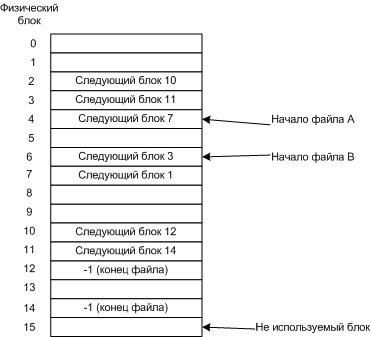 Физический
блок
0
1
2 Следующий блок 10
3 Следующий блок 11
4 Следующий блок 7 Начало файла A
5
6 Следующий блок 3 Начало файла B
7 Следующий блок 1
8
9
10 Следующий блок 12
11 Следующий блок 14
12 -1 (конец файла)
13
14 -1 (конец файла)
15 Не используемый блок